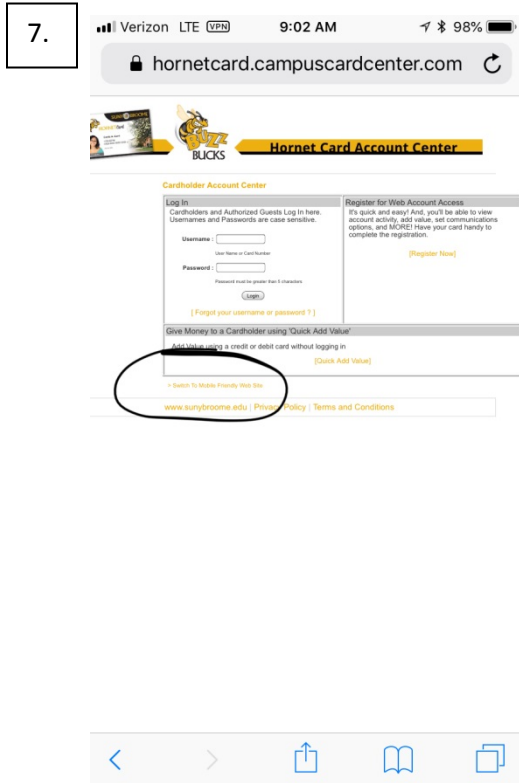 7.
Verizon LTE VPN 9:02 AM 98%
hornetcard.campuscardcenter.com
BUZZ
BUCKS
Hornet Card Account Center
Cardholder Account Center
Log In
Cardholders and Authorized Guests Log In here.
Usernames and Passwords are case sensitive.
Username :
User Name or Card Number
Password :
Password must be greater than 5 characters
Login
[ Forgot your username or password ? ]
Register for Web Account Access
It's quick and easy! And, you'll be able to view
account activity, add value, set communications
options, and MORE! Have your card handy to
complete the registration.
[Register Now]
Give Money to a Cardholder using 'Quick Add Value'
Add Value using a credit or debit card without logging in
[Quick Add Value]
> Switch To Mobile Friendly Web Site
www.sunybroome.edu | Privacy Policy | Terms and Conditions